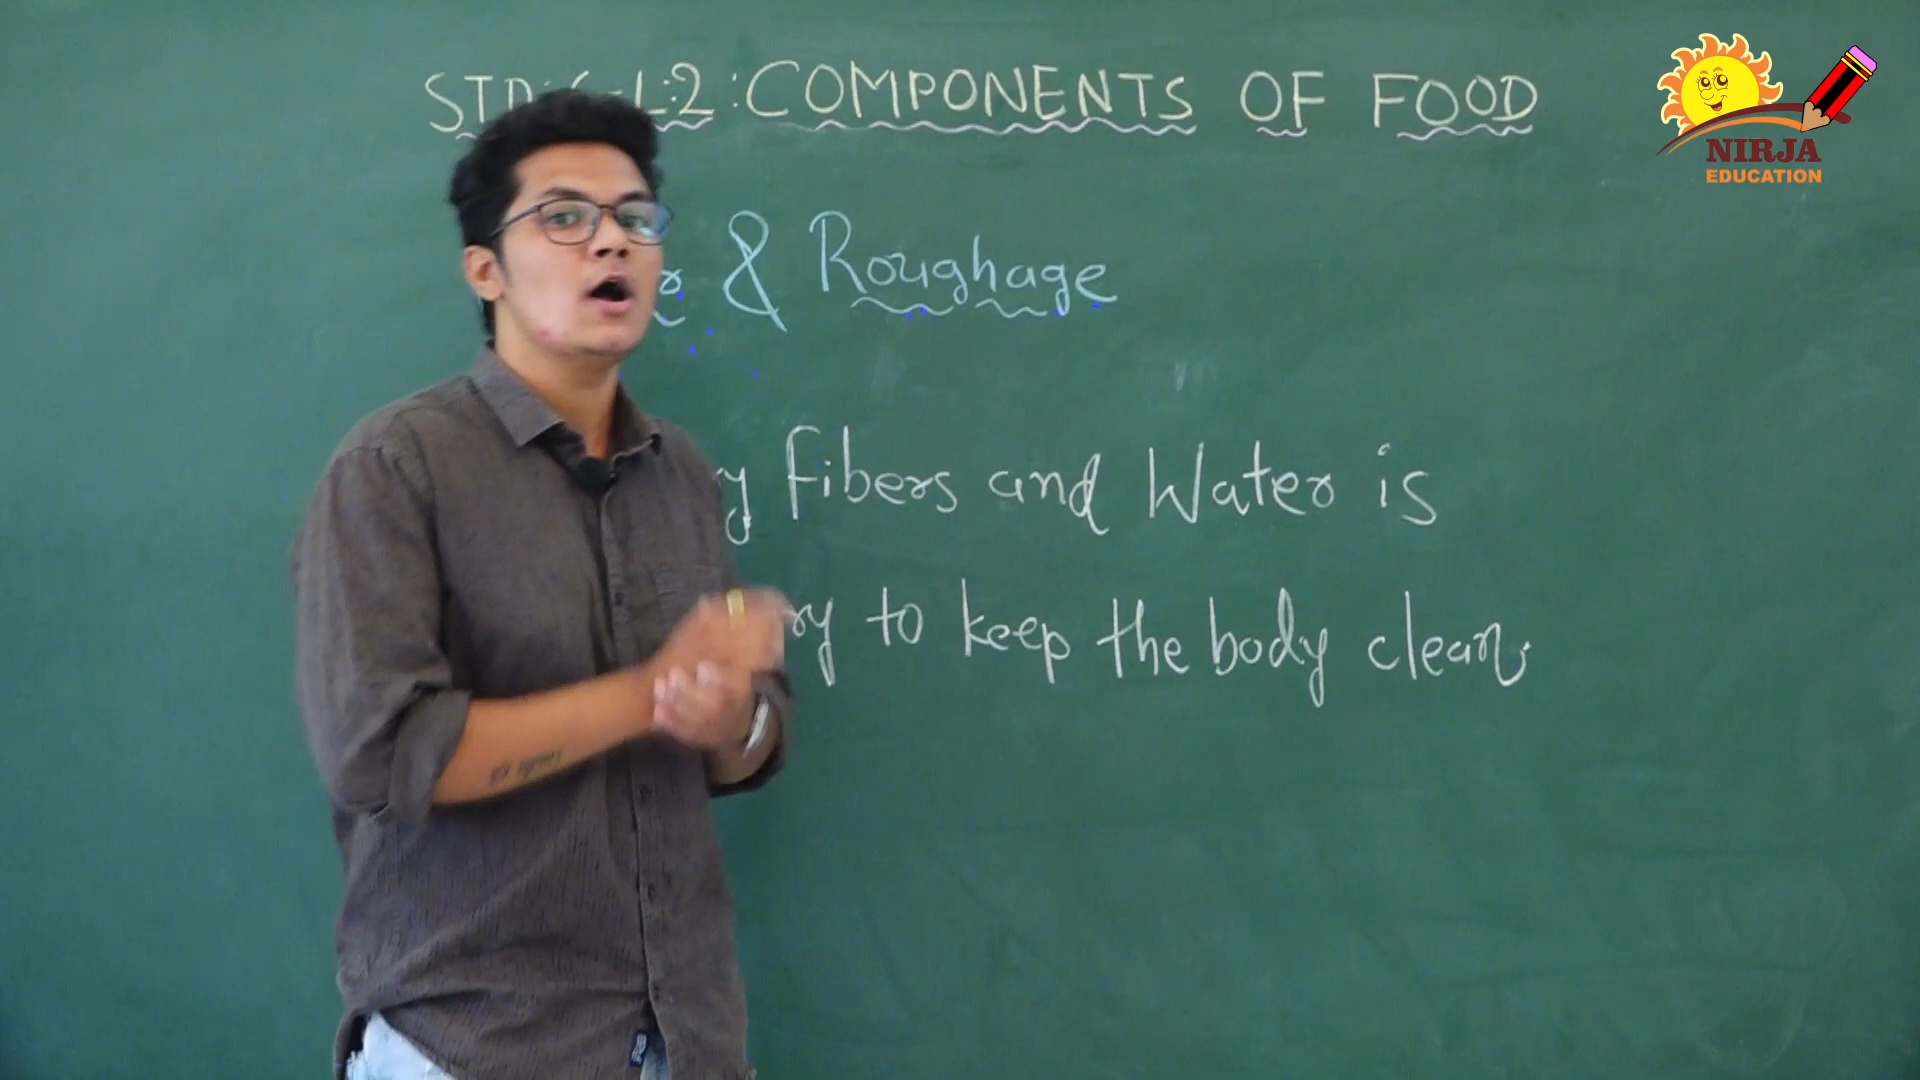 COMPONENTS OF FOOD
& Roughage
Fibers and Water is
to keep the body clean.
NIRJA
EDUCATION